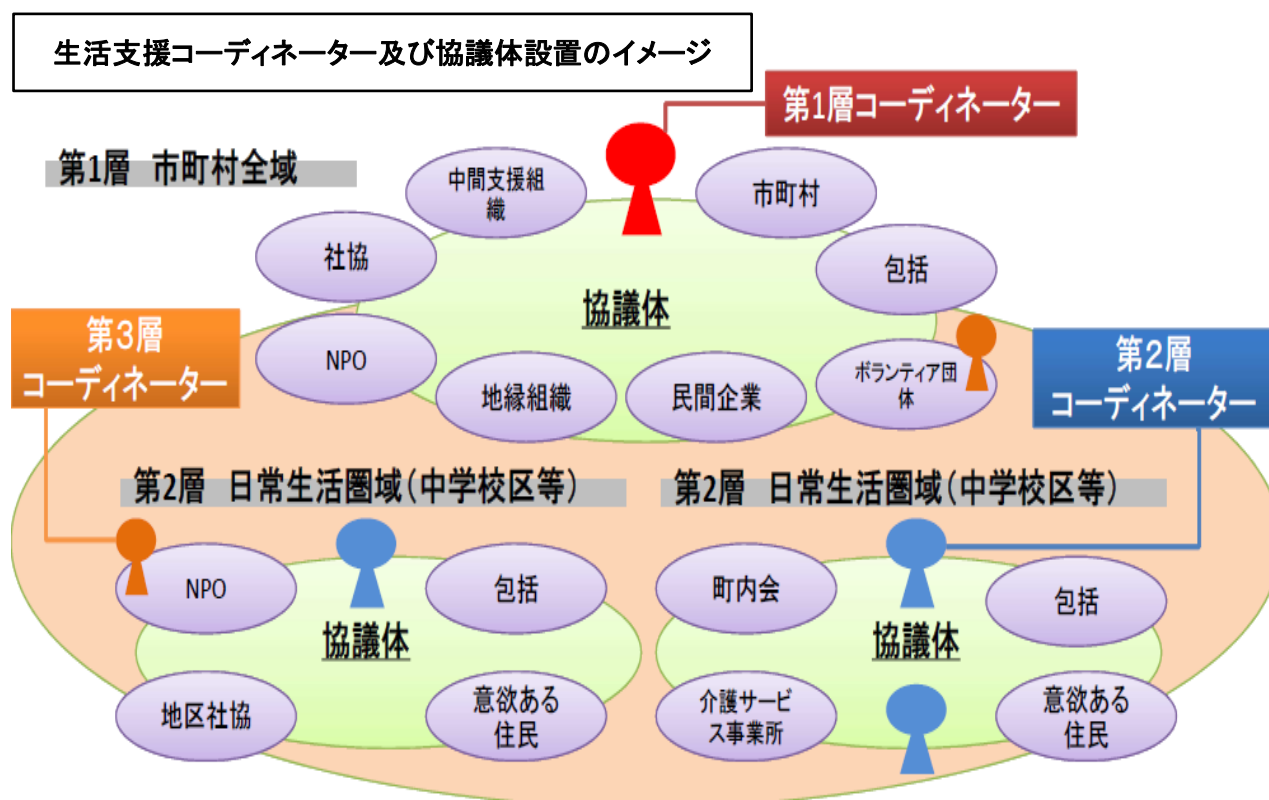 生活支援コーディネーター及び協議体設置のイメージ
第1層コーディネーター
第1層 市町村全域
中間支援組
織
市町村
社協
包括
協議体
第3層
コーディネーター
NPO
地縁組織
民間企業
ボランティア団
体
第2層
コーディネーター
第2層 日常生活圏域(中学校区等)
第2層 日常生活圏域(中学校区等)
NPO
包括
協議体
地区社協
意欲ある
住民
町内会
包括
協議体
介護サービ
ス事業所
意欲ある
住民